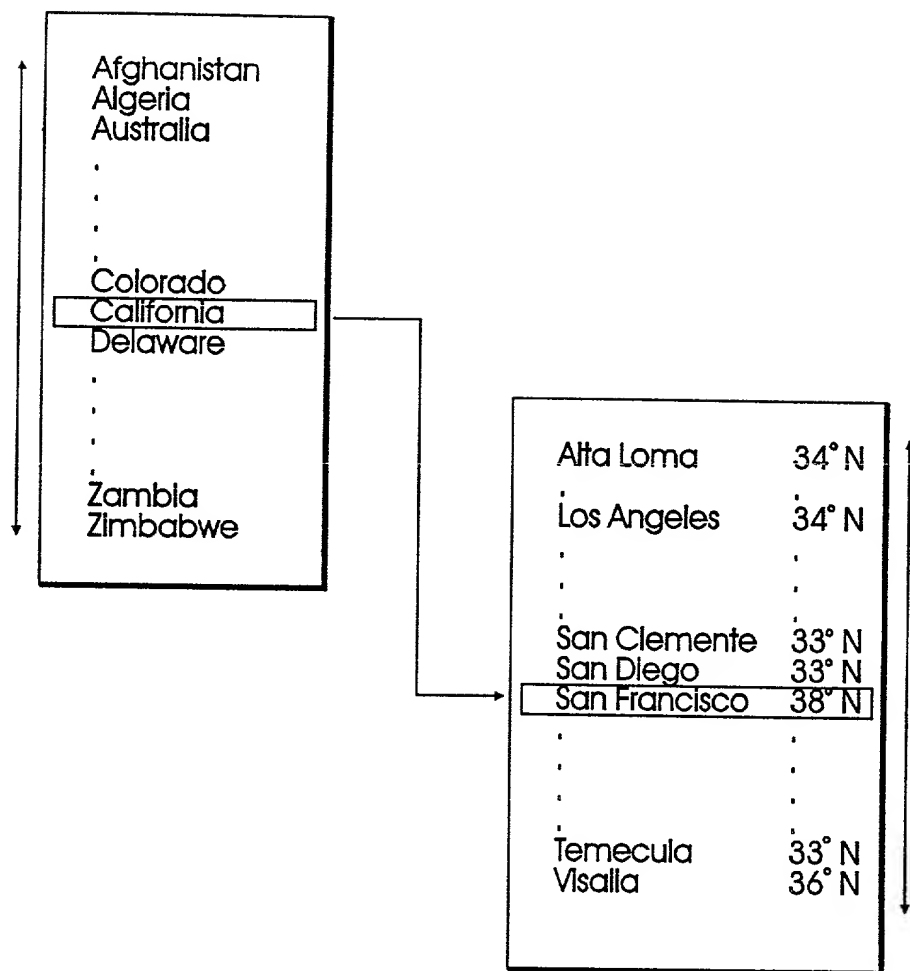 Afghanistan
Algeria
Australia
.
.
.
.
Colorado
California
Delaware
.
.
.
.
Zambia
Zimbabwe
Alta Loma 34° N
. .
Los Angeles 34° N
. .
. .
. .
San Clemente 33° N
San Diego 33° N
San Francisco 38° N
. .
. .
. .
. .
Temecula 33° N
Visalia 36° N